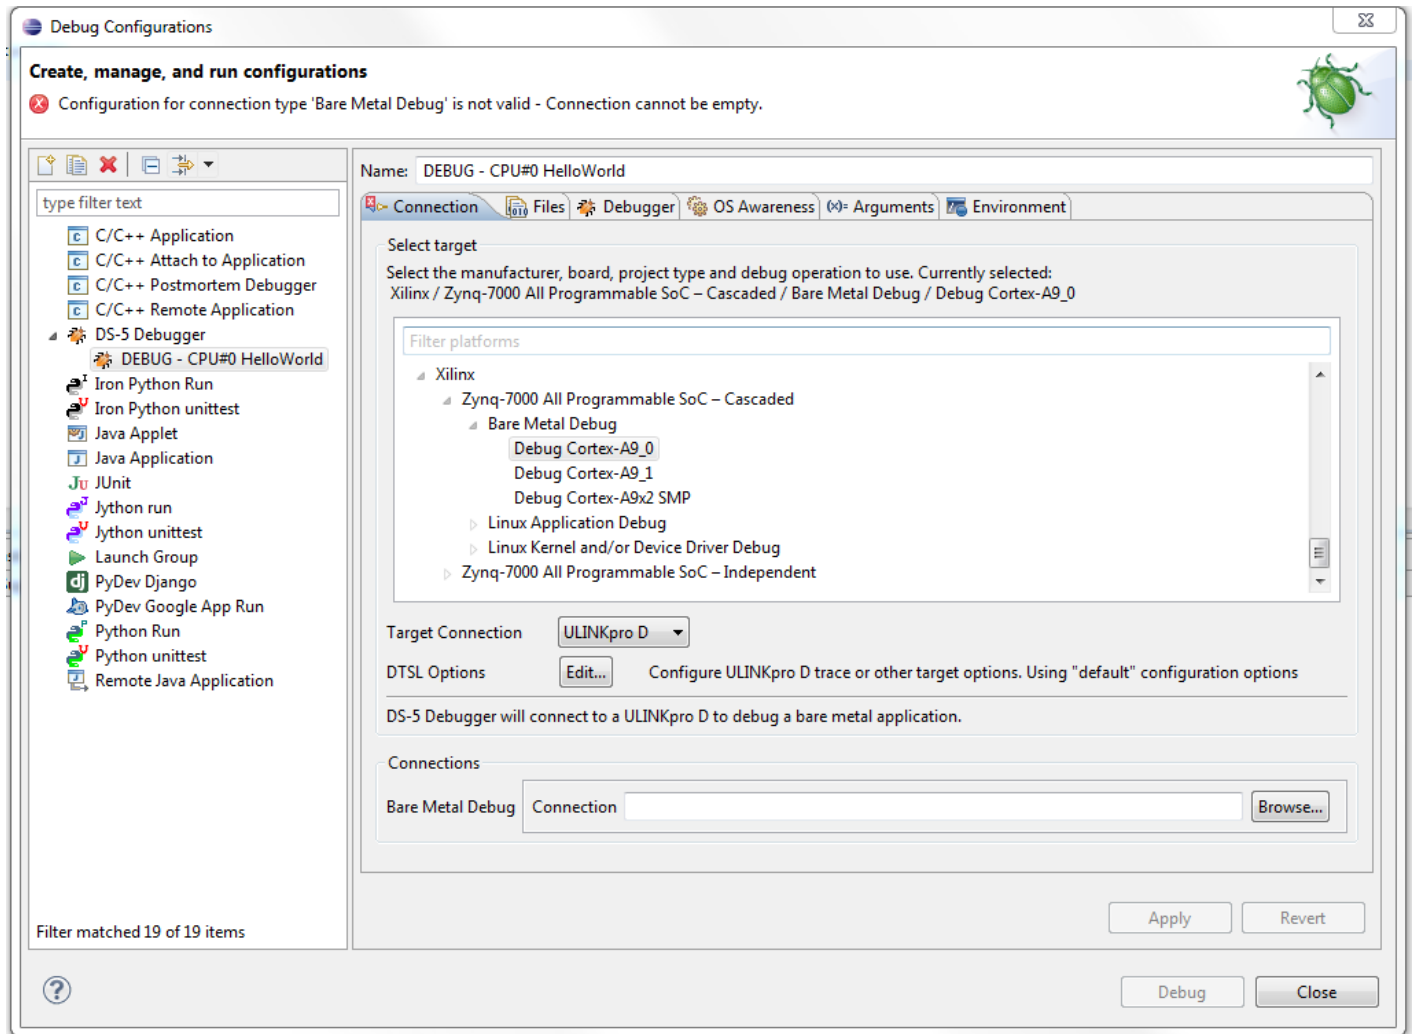 Debug Configurations
Create, manage, and run configurations
Configuration for connection type 'Bare Metal Debug' is not valid - Connection cannot be empty.
type filter text
C/C++ Application
C/C++ Attach to Application
C/C++ Postmortem Debugger
C/C++ Remote Application
DS-5 Debugger
DEBUG - CPU#0 HelloWorld
Iron Python Run
Iron Python unittest
Java Applet
Java Application
JUnit
Jython run
Jython unittest
Launch Group
PyDev Django
PyDev Google App Run
Python Run
Python unittest
Remote Java Application
Filter matched 19 of 19 items
Name: DEBUG - CPU#0 HelloWorld
Connection Files Debugger OS Awareness (x)= Arguments Environment
Select target
Select the manufacturer, board, project type and debug operation to use. Currently selected:
Xilinx / Zynq-7000 All Programmable SoC – Cascaded / Bare Metal Debug / Debug Cortex-A9_0
Filter platforms
Xilinx
Zynq-7000 All Programmable SoC – Cascaded
Bare Metal Debug
Debug Cortex-A9_0
Debug Cortex-A9_1
Debug Cortex-A9x2 SMP
Linux Application Debug
Linux Kernel and/or Device Driver Debug
Zynq-7000 All Programmable SoC – Independent
Target Connection ULINKpro D
DTSL Options Edit... Configure ULINKpro D trace or other target options. Using "default" configuration options
DS-5 Debugger will connect to a ULINKpro D to debug a bare metal application.
Connections
Bare Metal Debug Connection Browse...
Apply Revert
Debug Close